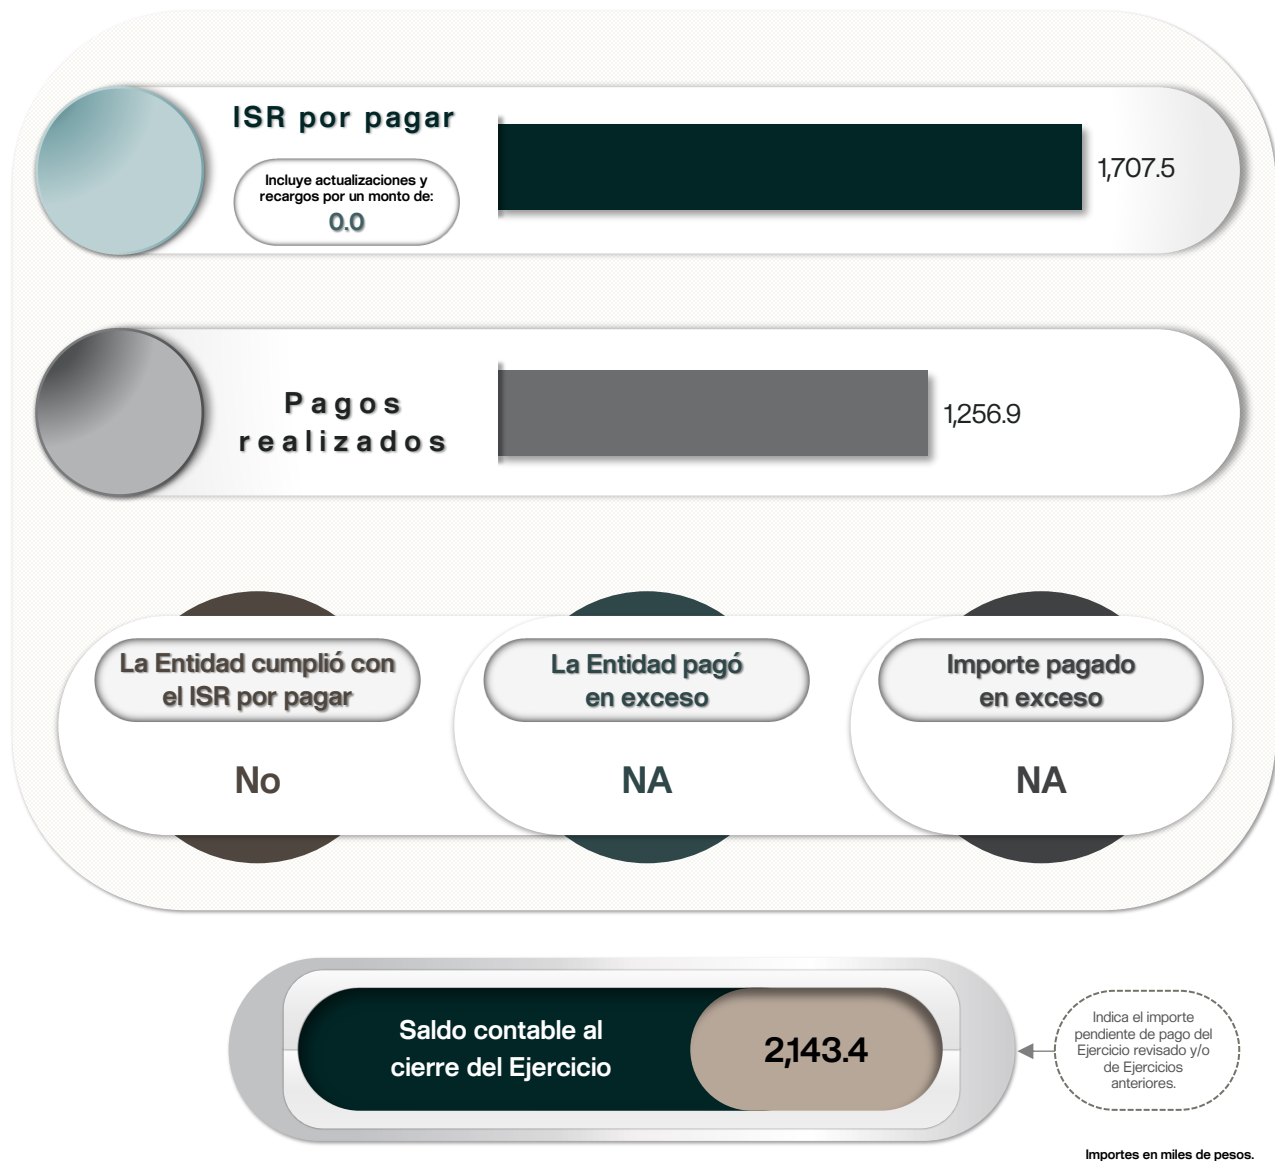 ISR por pagar
Incluye actualizaciones y
recargos por un monto de:
0.0
1,707.5
Pagos
realizados
1,256.9
La Entidad cumplió con
el ISR por pagar
No
La Entidad pagó
en exceso
NA
Importe pagado
en exceso
NA
Saldo contable al
cierre del Ejercicio
2,143.4
Indica el importe
pendiente de pago del
Ejercicio revisado y/o
de Ejercicios
anteriores.
Importes en miles de pesos.